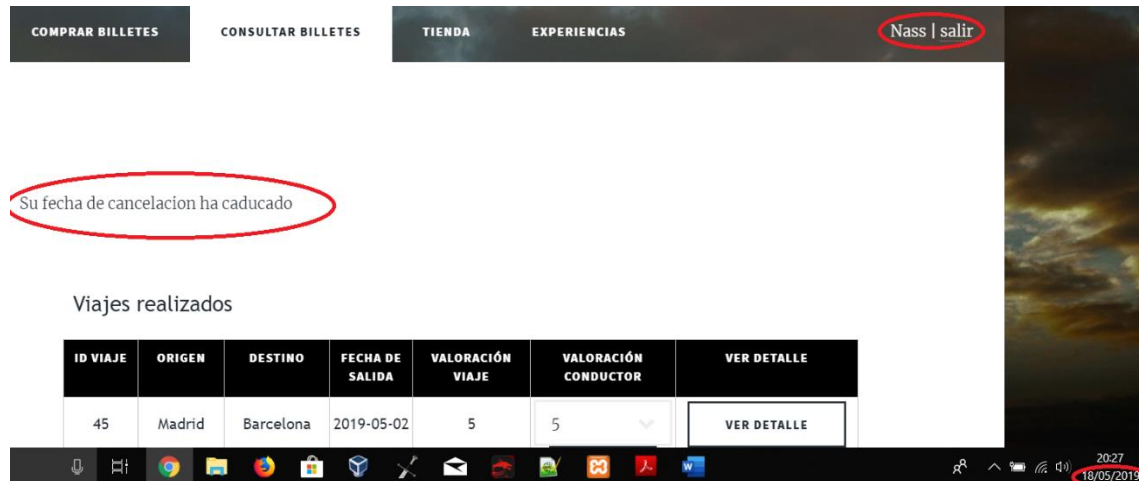 COMPRAR BILLETES CONSULTAR BILLETES TIENDA EXPERIENCIAS Nass | salir
Su fecha de cancelacion ha caducado
Viajes realizados
ID VIAJE ORIGEN DESTINO FECHA DE SALIDA VALORACIÓN VIAJE VALORACIÓN CONDUCTOR VER DETALLE
45 Madrid Barcelona 2019-05-02 5 5 VER DETALLE
20:27
18/05/2019